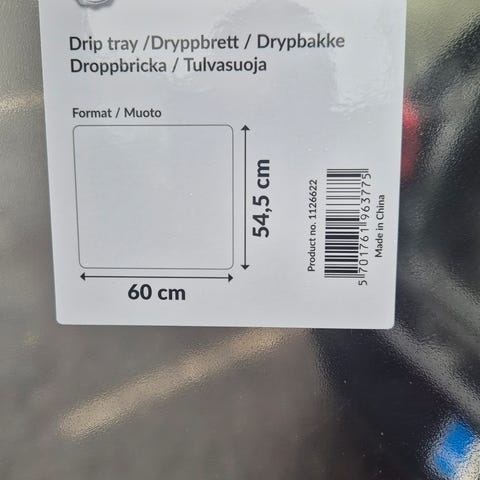 Drip tray /Dryppbrett / Drypbakke
Droppbricka / Tulvasuoja
Format / Muoto
54,5 cm
60 cm
Product no. 1126622
5 701761 963775
Made in China